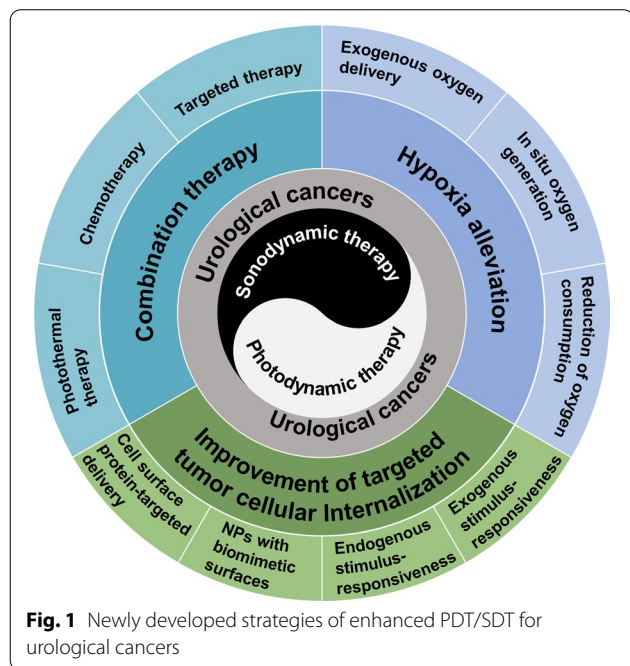 Targeted therapy
Chemotherapy
Photothermal
therapy
Combination therapy
Exogenous oxygen
delivery
In situ oxygen
generation
Reduction of oxygen
consumption
Hypoxia alleviation
Urological cancers
Sonodynamic therapy
Photodynamic therapy
Urological cancers
Improvement of targeted
tumor cellular Internalization
Cell surface
protein-targeted
delivery
NPs with
biomimetic
surfaces
Endogenous
stimulus-
responsiveness
Exogenous
stimulus-
responsiveness
Fig. 1 Newly developed strategies of enhanced PDT/SDT for
urological cancers